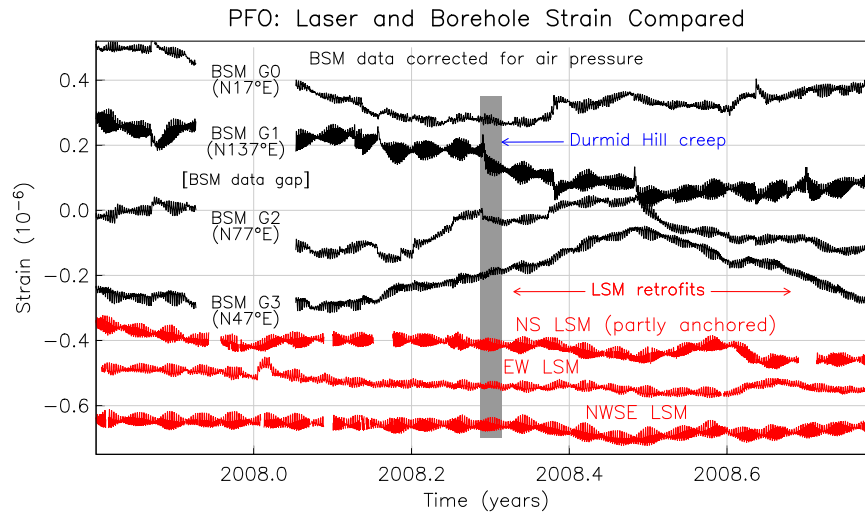 PFO: Laser and Borehole Strain Compared
BSM data corrected for air pressure
BSM G0
(N17°E)
BSM G1
(N137°E)
Durmid Hill creep
[BSM data gap]
BSM G2
(N77°E)
BSM G3
(N47°E)
LSM retrofits
NS LSM (partly anchored)
EW LSM
NWSE LSM
0.4
0.2
0.0
−0.2
−0.4
−0.6
Strain (10⁻⁶)
2008.0
2008.2
2008.4
2008.6
Time (years)